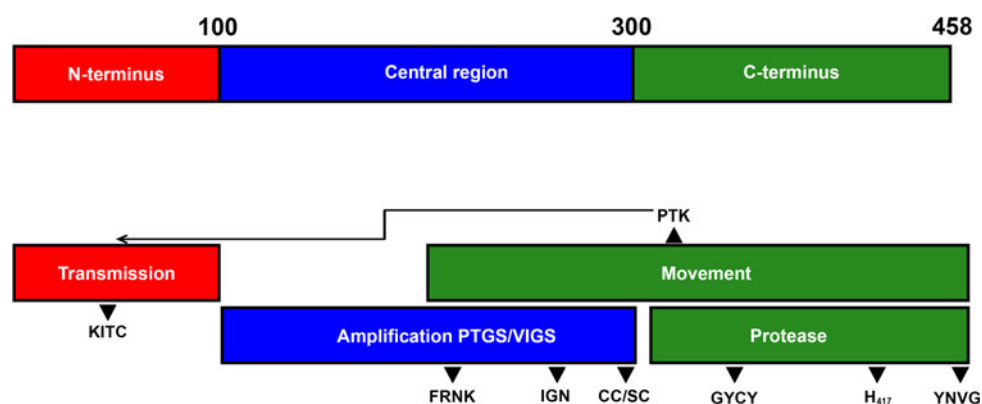 100 300 458
N-terminus Central region C-terminus
PTK
Transmission Movement
KITC
Amplification PTGS/VIGS Protease
FRNK IGN CC/SC GYCY H₄₁₇ YNVG